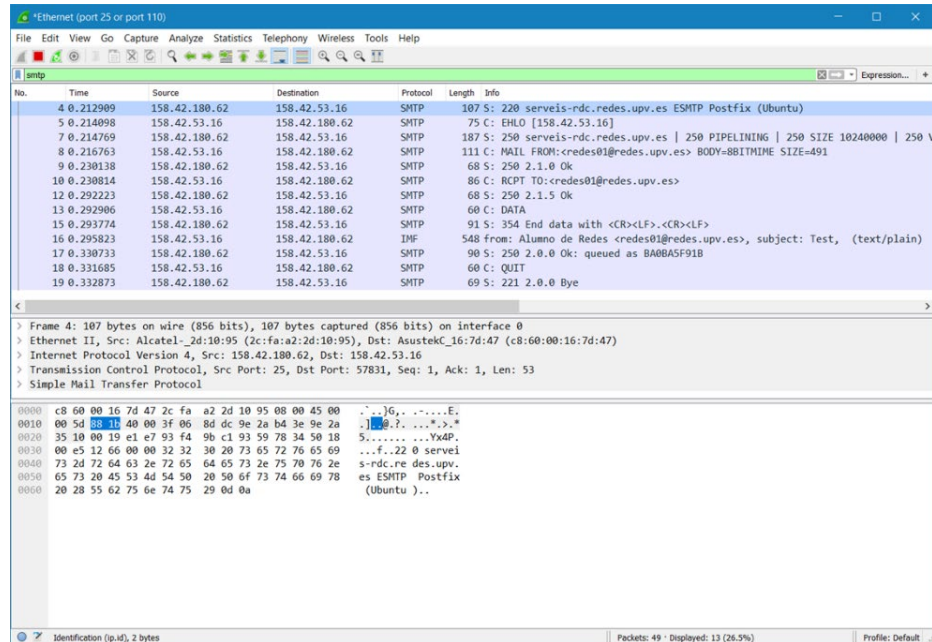 *Ethernet (port 25 or port 110)
File Edit View Go Capture Analyze Statistics Telephony Wireless Tools Help
smtp Expression... +
No. Time Source Destination Protocol Length Info
4 0.212909 158.42.180.62 158.42.53.16 SMTP 107 S: 220 serveis-rdc.redes.upv.es ESMTP Postfix (Ubuntu)
5 0.214098 158.42.53.16 158.42.180.62 SMTP 75 C: EHLO [158.42.53.16]
7 0.214769 158.42.180.62 158.42.53.16 SMTP 187 S: 250 serveis-rdc.redes.upv.es | 250 PIPELINING | 250 SIZE 10240000 | 250 V
8 0.216763 158.42.53.16 158.42.180.62 SMTP 111 C: MAIL FROM:<redes01@redes.upv.es> BODY=8BITMIME SIZE=491
9 0.230138 158.42.180.62 158.42.53.16 SMTP 68 S: 250 2.1.0 Ok
10 0.230814 158.42.53.16 158.42.180.62 SMTP 86 C: RCPT TO:<redes01@redes.upv.es>
12 0.292223 158.42.180.62 158.42.53.16 SMTP 68 S: 250 2.1.5 Ok
13 0.292906 158.42.53.16 158.42.180.62 SMTP 60 C: DATA
15 0.293774 158.42.180.62 158.42.53.16 SMTP 91 S: 354 End data with <CR><LF>.<CR><LF>
16 0.295823 158.42.53.16 158.42.180.62 IMF 548 from: Alumno de Redes <redes01@redes.upv.es>, subject: Test, (text/plain)
17 0.330733 158.42.180.62 158.42.53.16 SMTP 90 S: 250 2.0.0 Ok: queued as BA0BA5F91B
18 0.331685 158.42.53.16 158.42.180.62 SMTP 60 C: QUIT
19 0.332873 158.42.180.62 158.42.53.16 SMTP 69 S: 221 2.0.0 Bye
> Frame 4: 107 bytes on wire (856 bits), 107 bytes captured (856 bits) on interface 0
> Ethernet II, Src: Alcatel-_2d:10:95 (2c:fa:a2:2d:10:95), Dst: AsustekC_16:7d:47 (c8:60:00:16:7d:47)
> Internet Protocol Version 4, Src: 158.42.180.62, Dst: 158.42.53.16
> Transmission Control Protocol, Src Port: 25, Dst Port: 57831, Seq: 1, Ack: 1, Len: 53
> Simple Mail Transfer Protocol
0000 c8 60 00 16 7d 47 2c fa a2 2d 10 95 08 00 45 00 .`..}G,. .-....E.
0010 00 5d 88 1b 40 00 3f 06 8d dc 9e 2a b4 3e 9e 2a .]..@.?. ...*.>.*
0020 35 10 00 19 e1 e7 93 f4 9b c1 93 59 78 34 50 18 5....... ...Yx4P.
0030 00 e5 12 66 00 00 32 32 30 20 73 65 72 76 65 69 ...f..22 0 servei
0040 73 2d 72 64 63 2e 72 65 64 65 73 2e 75 70 76 2e s-rdc.re des.upv.
0050 65 73 20 45 53 4d 54 50 20 50 6f 73 74 66 69 78 es ESMTP Postfix
0060 20 28 55 62 75 6e 74 75 29 0d 0a (Ubuntu )..
Identification (ip.id), 2 bytes Packets: 49 · Displayed: 13 (26.5%) Profile: Default